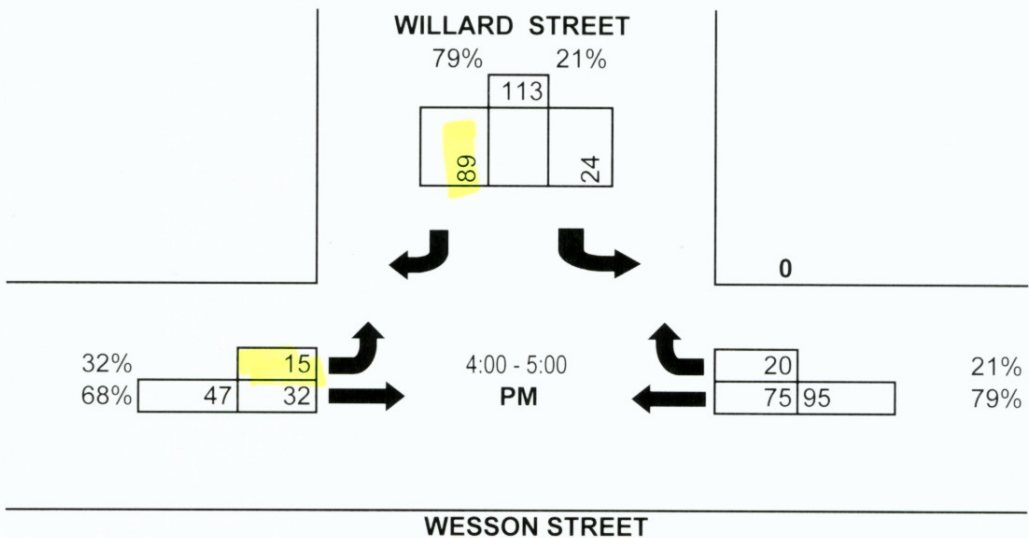 WILLARD STREET
79% 21%
113
89 24
0
32% 15 4:00 - 5:00 20 21%
68% 47 32 PM 75 95 79%
WESSON STREET